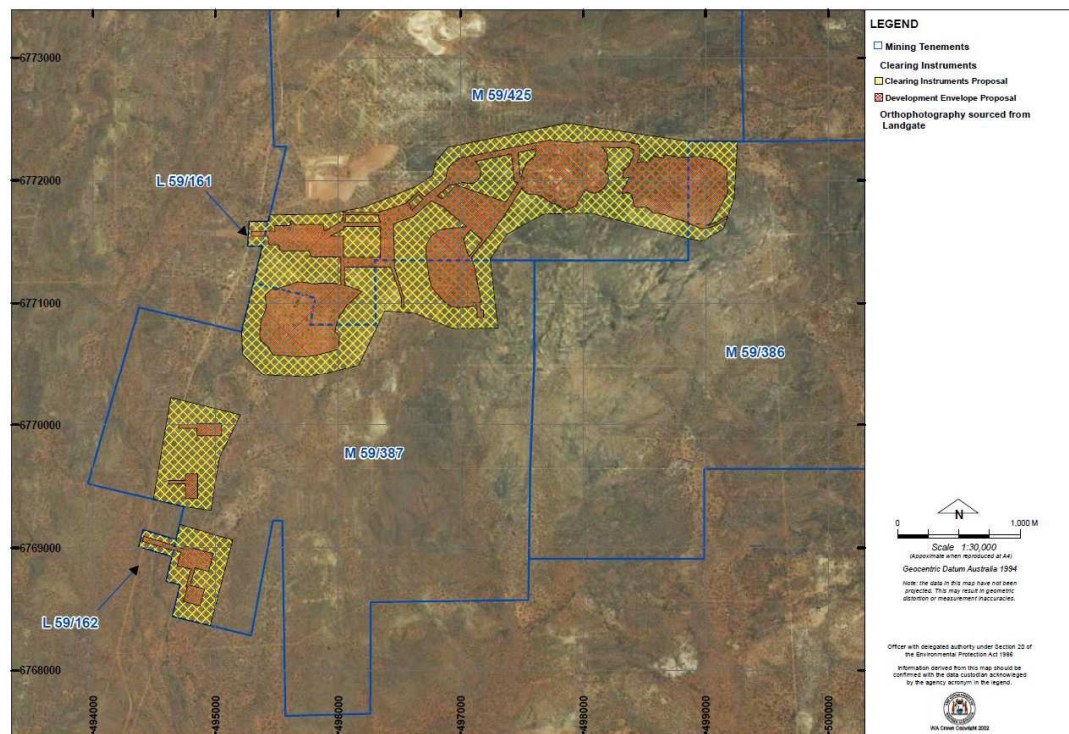 6773000
6772000
6771000
6770000
6769000
6768000
494000
495000
496000
497000
498000
499000
500000
M 59/425
L 59/161
M 59/386
M 59/387
L 59/162
LEGEND
Mining Tenements
Clearing Instruments
Clearing Instruments Proposal
Development Envelope Proposal
Orthophotography sourced from
Landgate
N
0
1,000 M
Scale 1:30,000
(Approximate when reproduced at A4)
Geocentric Datum Australia 1994
Note: the data in this map have not been
projected. This may result in geometric
distortion or measurement inaccuracies.
Officer with delegated authority under Section 20 of
the Environmental Protection Act 1986
Information derived from this map should be
confirmed with the data custodian acknowleged
by the agency acronym in the legend.
WA Crown Copyright 2002